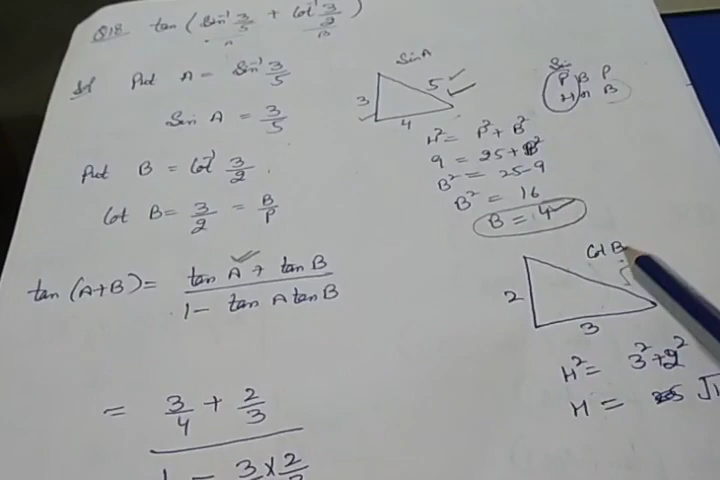 Q18. tan (sin⁻¹ 3/5 + cot⁻¹ 3/2)
A B
Sol Put A = sin⁻¹ 3/5
Sin A = 3/5
Put B = Cot⁻¹ 3/2
Cot B = 3/2 = B/P
tan (A+B) = tan A + tan B / 1 - tan A tan B
= 3/4 + 2/3
1 - 3 × 2
Sin A
3 5
4
Sin
P B P
H H B
H² = P² + B²
9 = 25 + B²
B² = 25 - 9
B² = 16
B = 4
Cot B
2
3
H² = 3² + 2²
H =